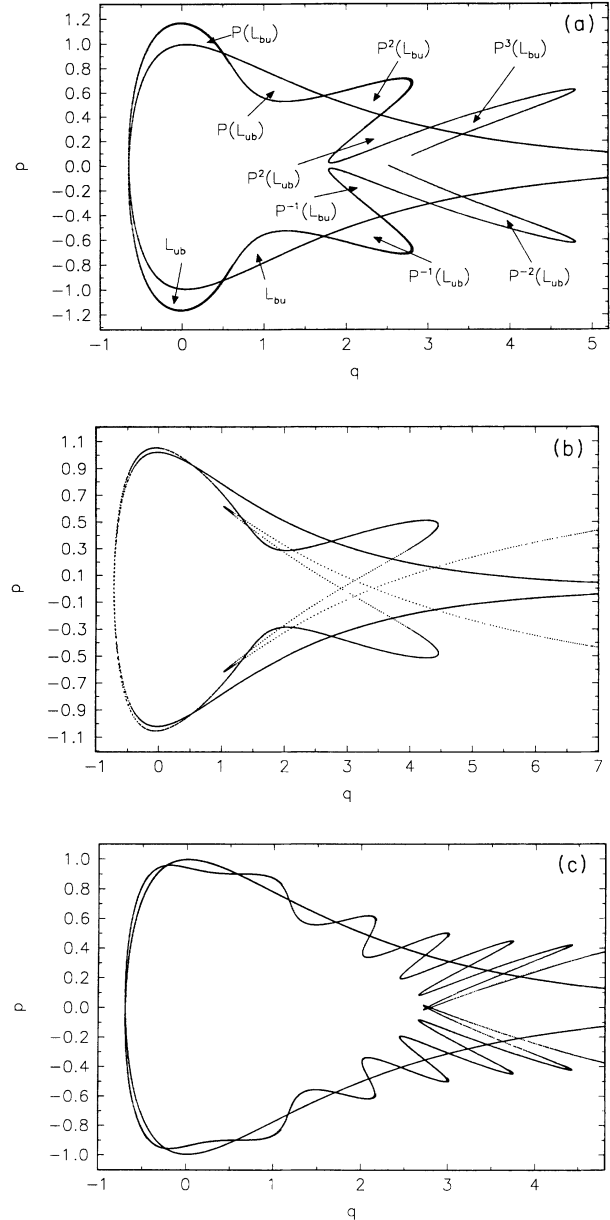 (a)
1.2
1.0
0.8
0.6
0.4
0.2
0.0
−0.2
−0.4
−0.6
−0.8
−1.0
−1.2
p
P(L_bu)
P²(L_bu)
P³(L_bu)
P(L_ub)
P²(L_ub)
P⁻¹(L_bu)
L_ub
L_bu
P⁻¹(L_ub)
P⁻²(L_ub)
−1 0 1 2 3 4 5
q
(b)
1.1
0.9
0.7
0.5
0.3
0.1
−0.1
−0.3
−0.5
−0.7
−0.9
−1.1
p
−1 0 1 2 3 4 5 6 7
q
(c)
1.0
0.8
0.6
0.4
0.2
0.0
−0.2
−0.4
−0.6
−0.8
−1.0
p
−1 0 1 2 3 4
q